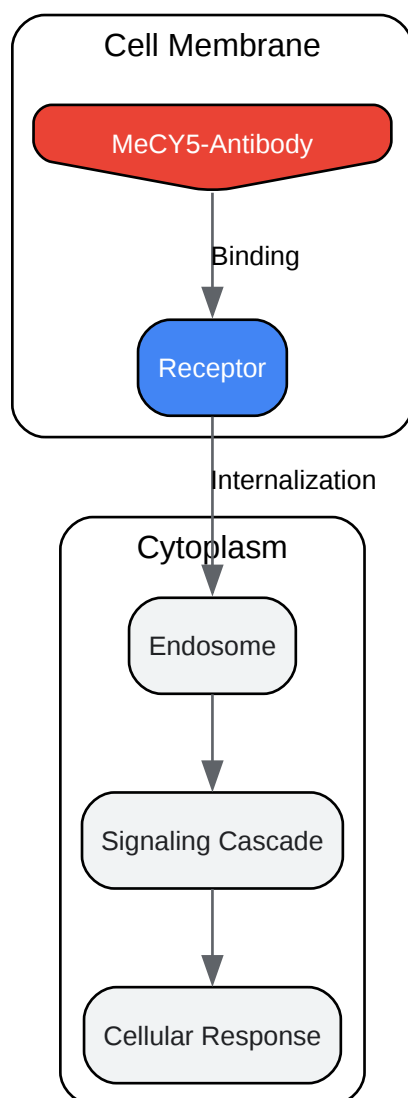 Cell Membrane
MeCY5-Antibody
Binding
Receptor
Internalization
Cytoplasm
Endosome
Signaling Cascade
Cellular Response